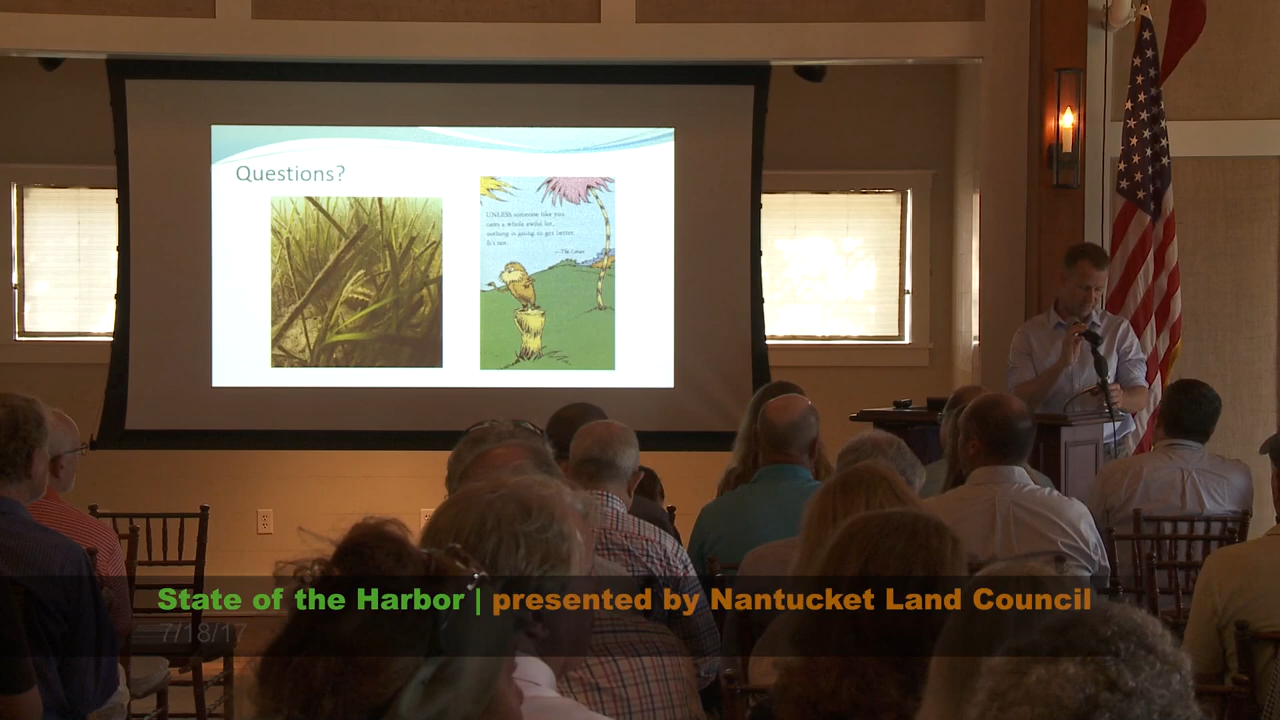 Questions?
UNLESS someone like you
cares a whole awful lot,
nothing is going to get better.
It's not.
—The Lorax
State of the Harbor | presented by Nantucket Land Council
7/18/17